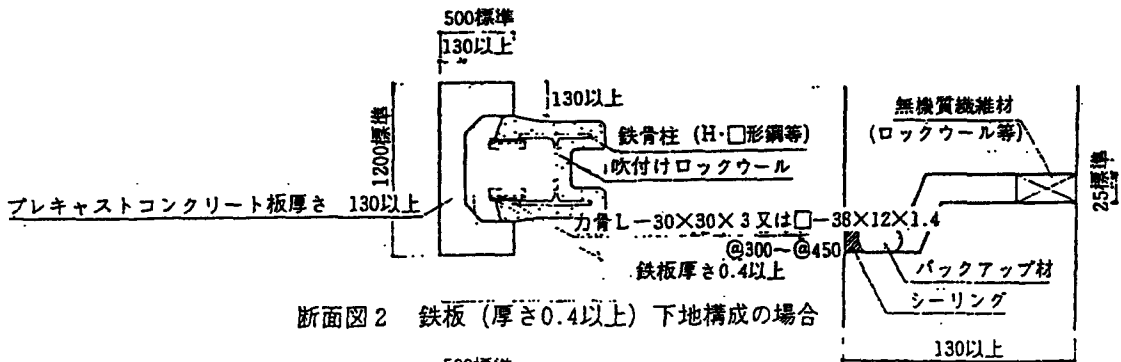 500標準
130以上
130以上
1200標準
鉄骨柱 (H・□形鋼等)
吹付けロックウール
プレキャストコンクリート板厚さ 130以上
力骨L-30×30×3又は□-38×12×1.4
@300~@450
鉄板厚さ0.4以上
無機質繊維材
(ロックウール等)
25標準
バックアップ材
シーリング
断面図2 鉄板 (厚さ0.4以上) 下地構成の場合
130以上